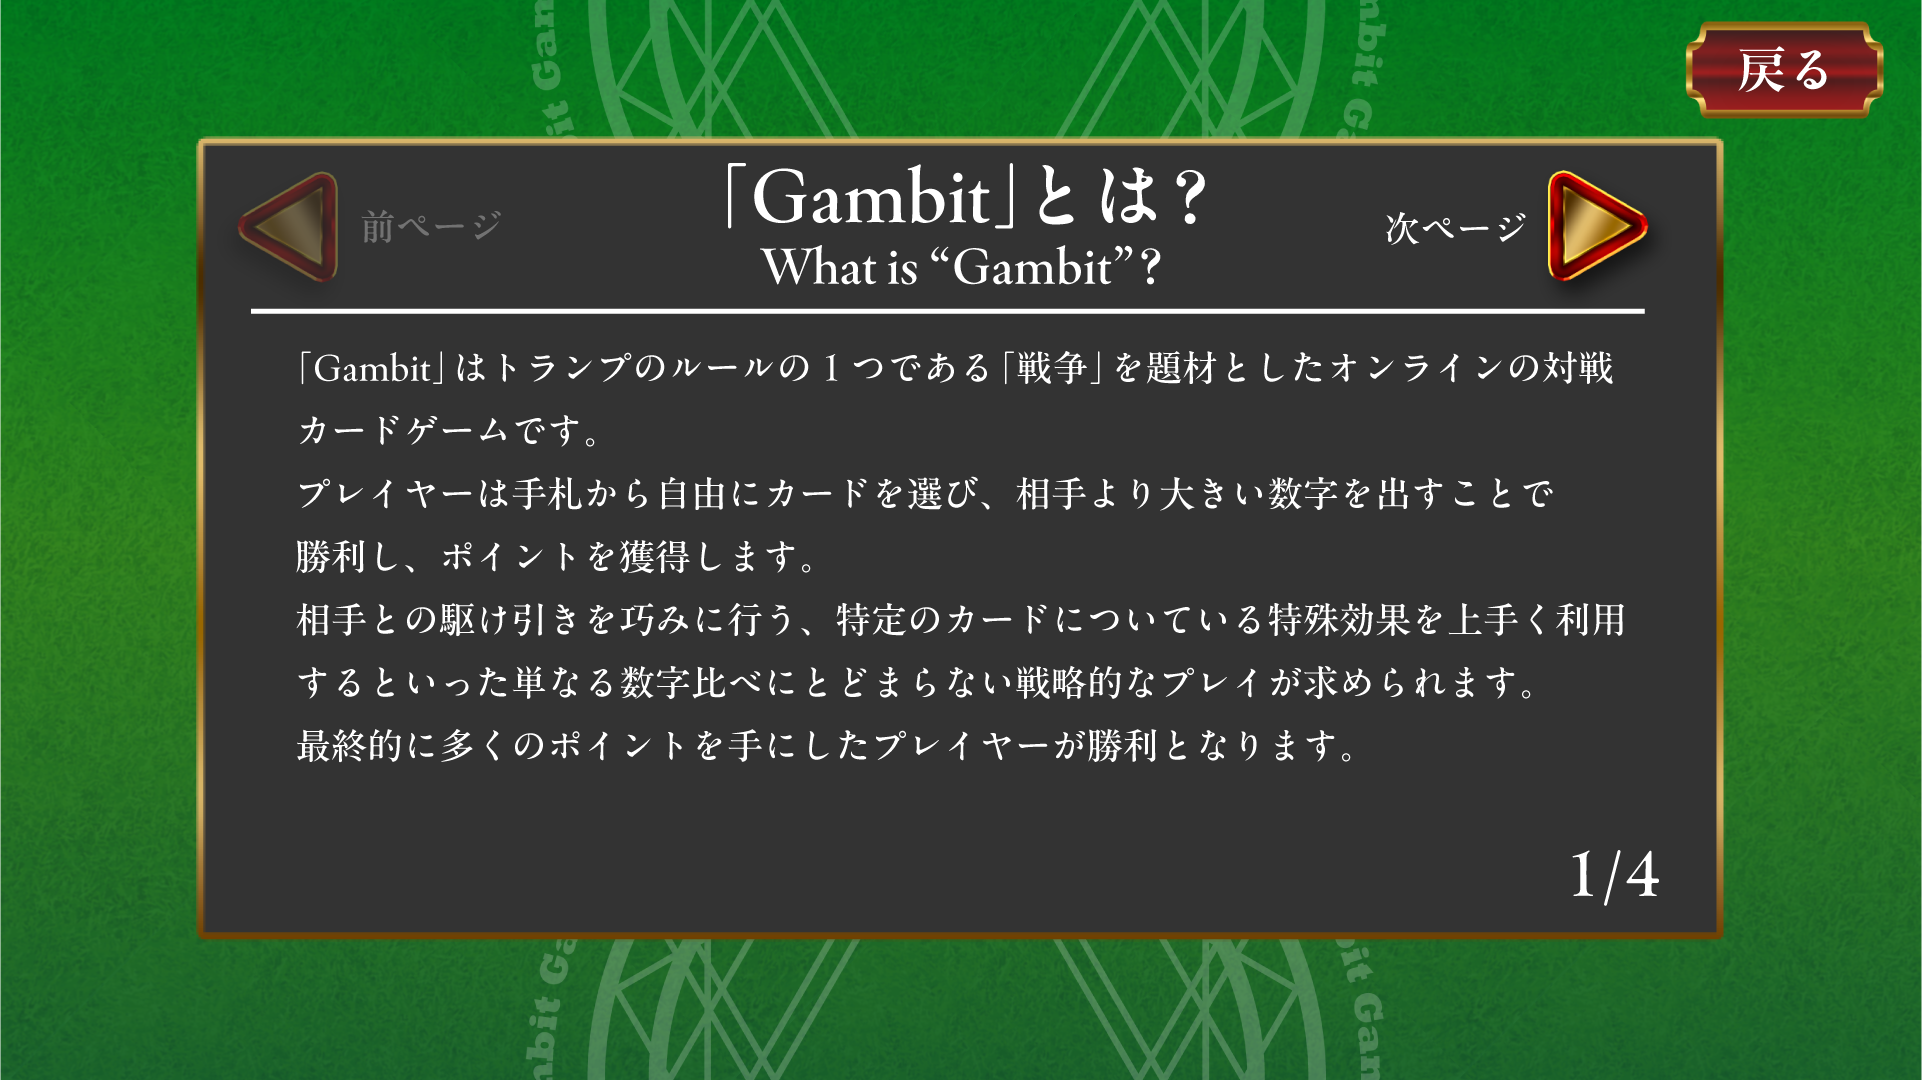 戻る
前ページ
「Gambit」とは？
What is “Gambit”?
次ページ
「Gambit」はトランプのルールの１つである「戦争」を題材としたオンラインの対戦
カードゲームです。
プレイヤーは手札から自由にカードを選び、相手より大きい数字を出すことで
勝利し、ポイントを獲得します。
相手との駆け引きを巧みに行う、特定のカードについている特殊効果を上手く利用
するといった単なる数字比べにとどまらない戦略的なプレイが求められます。
最終的に多くのポイントを手にしたプレイヤーが勝利となります。
1/4